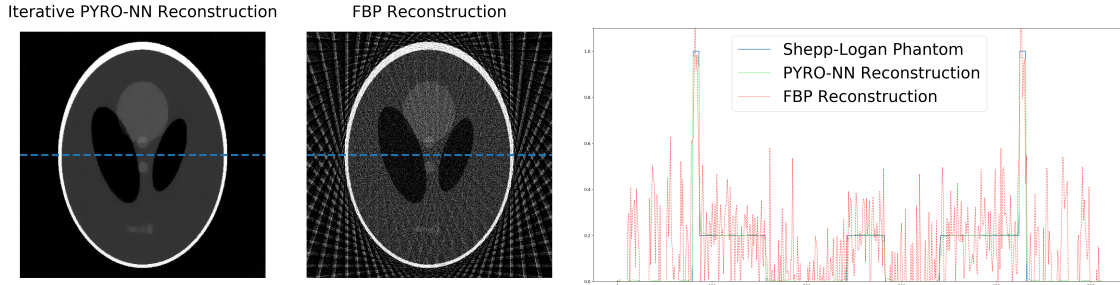 Iterative PYRO-NN Reconstruction
FBP Reconstruction
Shepp-Logan Phantom
PYRO-NN Reconstruction
FBP Reconstruction
1.0
0.8
0.6
0.4
0.2
0.0